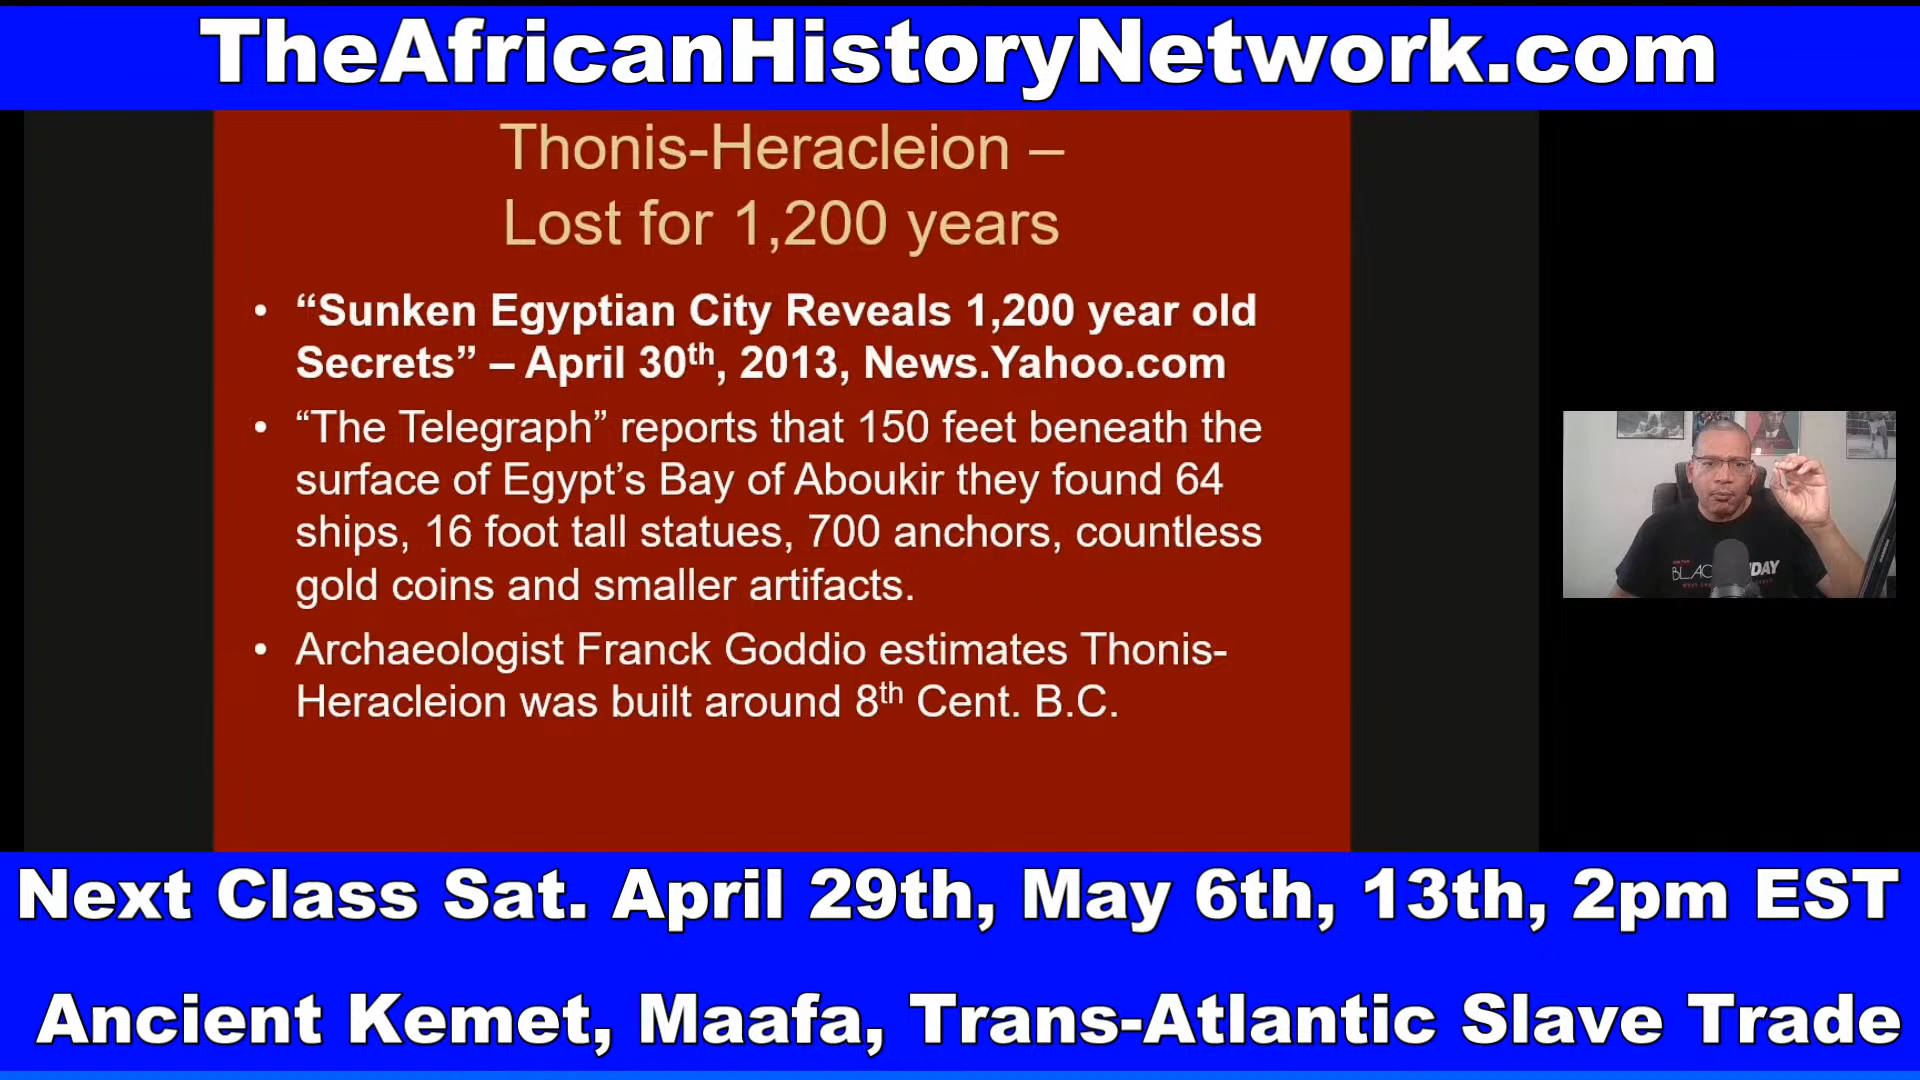 TheAfricanHistoryNetwork.com
Thonis-Heracleion –
Lost for 1,200 years
• “Sunken Egyptian City Reveals 1,200 year old
Secrets” – April 30th, 2013, News.Yahoo.com
• “The Telegraph” reports that 150 feet beneath the
surface of Egypt’s Bay of Aboukir they found 64
ships, 16 foot tall statues, 700 anchors, countless
gold coins and smaller artifacts.
• Archaeologist Franck Goddio estimates Thonis-
Heracleion was built around 8th Cent. B.C.
Next Class Sat. April 29th, May 6th, 13th, 2pm EST
Ancient Kemet, Maafa, Trans-Atlantic Slave Trade